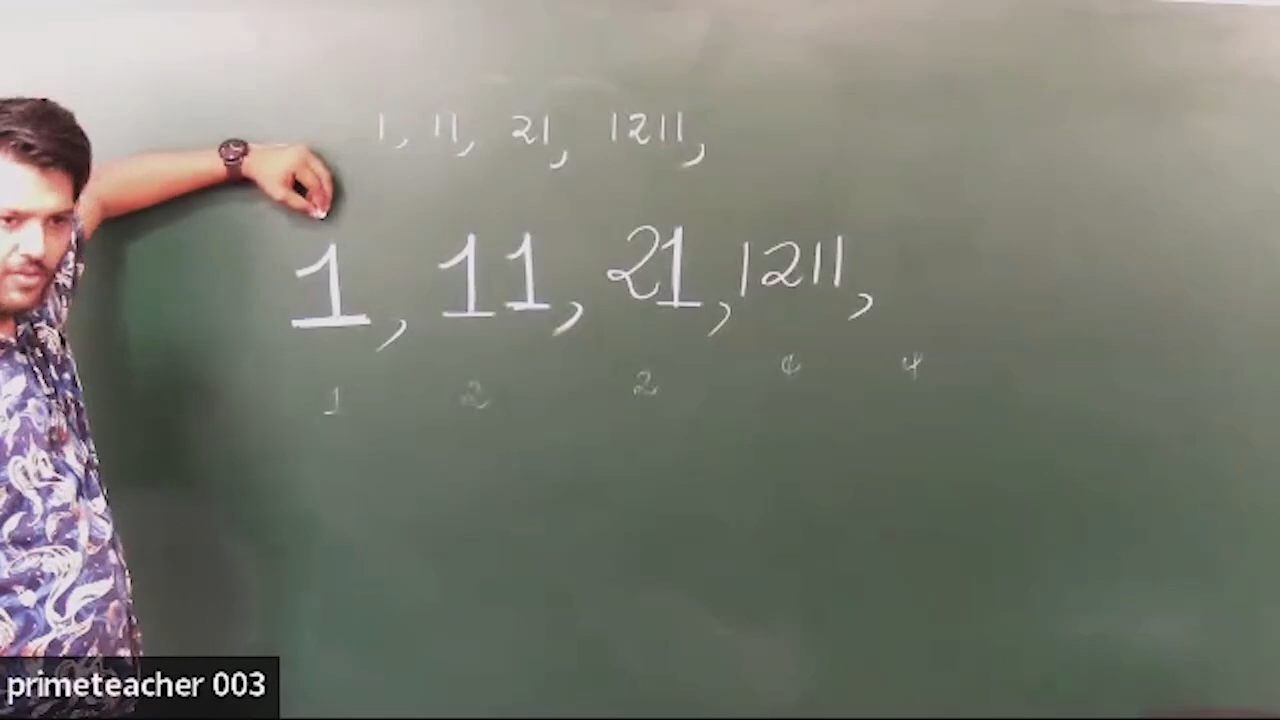 1, 11, 21, 1211,
1, 11, 21, 1211,
1 2 2 4 4
primeteacher 003